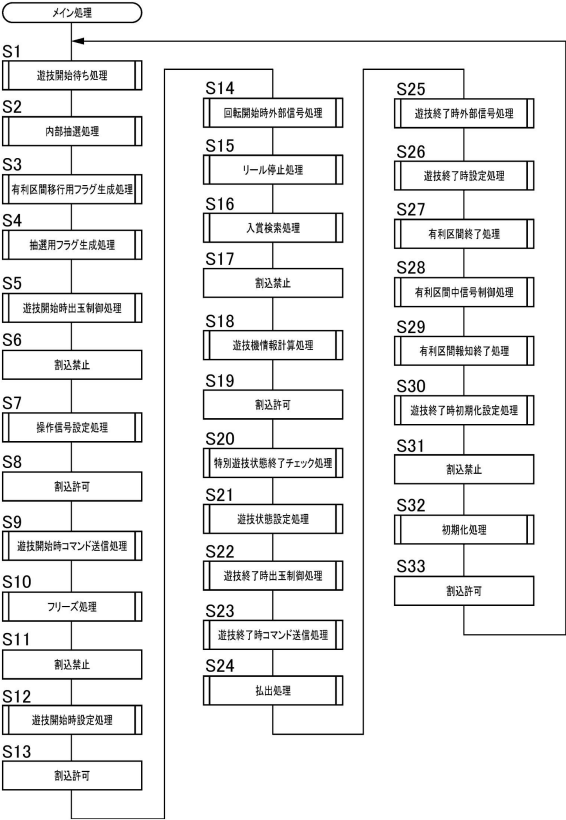 メイン処理
S1
遊技開始待ち処理
S2
内部抽選処理
S3
有利区間移行用フラグ生成処理
S4
抽選用フラグ生成処理
S5
遊技開始時出玉制御処理
S6
割込禁止
S7
操作信号設定処理
S8
割込許可
S9
遊技開始時コマンド送信処理
S10
フリーズ処理
S11
割込禁止
S12
遊技開始時設定処理
S13
割込許可
S14
回転開始時外部信号処理
S15
リール停止処理
S16
入賞検索処理
S17
割込禁止
S18
遊技機情報計算処理
S19
割込許可
S20
特別遊技状態終了チェック処理
S21
遊技状態設定処理
S22
遊技終了時出玉制御処理
S23
遊技終了時コマンド送信処理
S24
払出処理
S25
遊技終了時外部信号処理
S26
遊技終了時設定処理
S27
有利区間終了処理
S28
有利区間中信号制御処理
S29
有利区間報知終了処理
S30
遊技終了時初期化設定処理
S31
割込禁止
S32
初期化処理
S33
割込許可